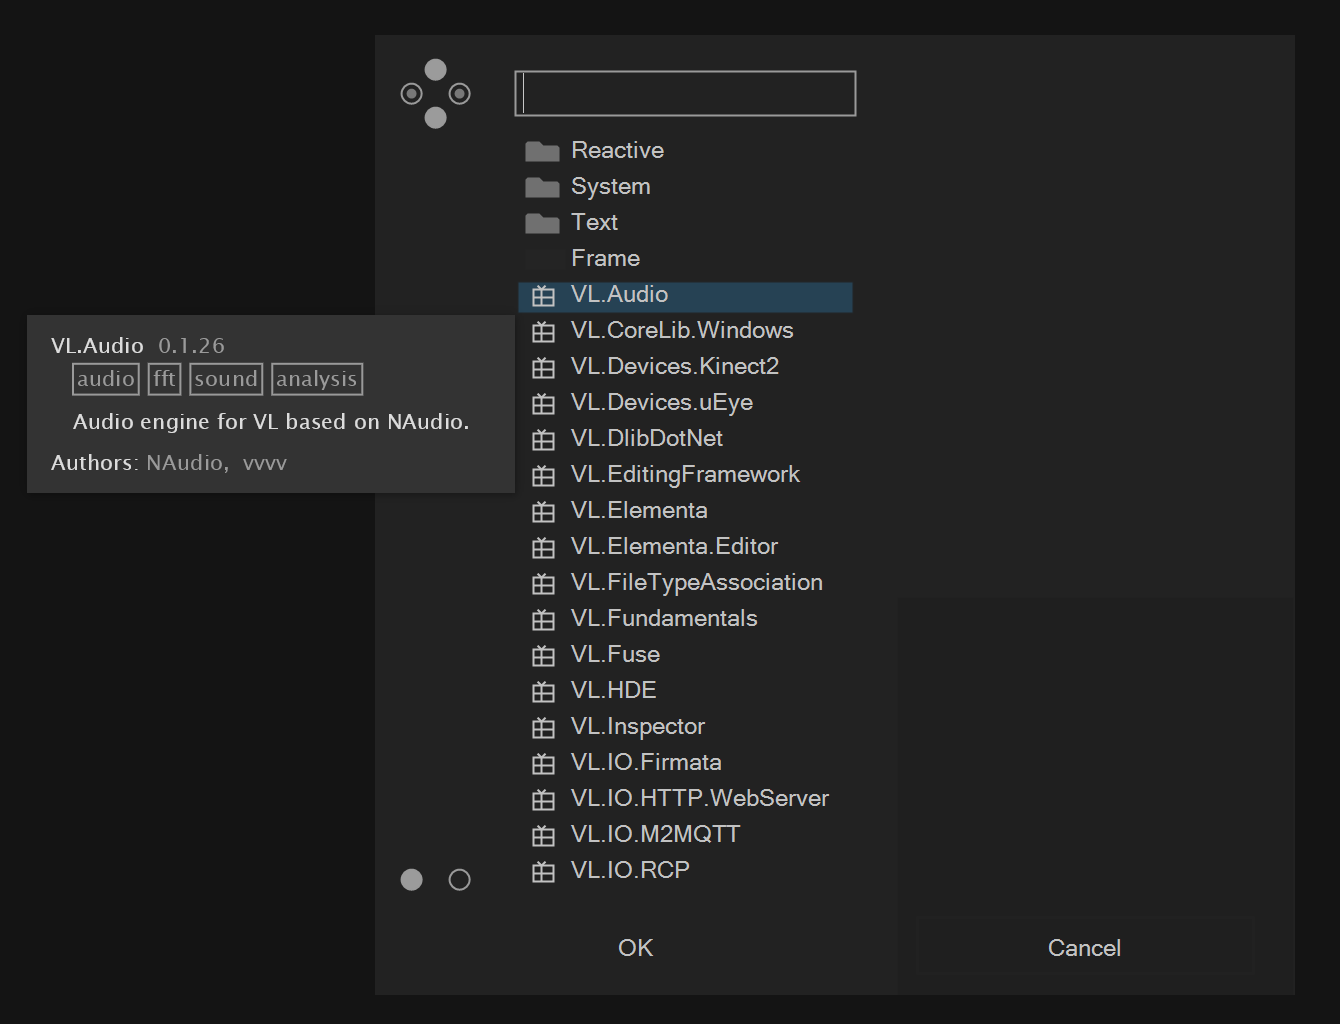 Reactive
System
Text
Frame
VL.Audio
VL.CoreLib.Windows
VL.Devices.Kinect2
VL.Devices.uEye
VL.DlibDotNet
VL.EditingFramework
VL.Elementa
VL.Elementa.Editor
VL.FileTypeAssociation
VL.Fundamentals
VL.Fuse
VL.HDE
VL.Inspector
VL.IO.Firmata
VL.IO.HTTP.WebServer
VL.IO.M2MQTT
VL.IO.RCP
VL.Audio 0.1.26
audio fft sound analysis
Audio engine for VL based on NAudio.
Authors: NAudio, vvvv
OK Cancel